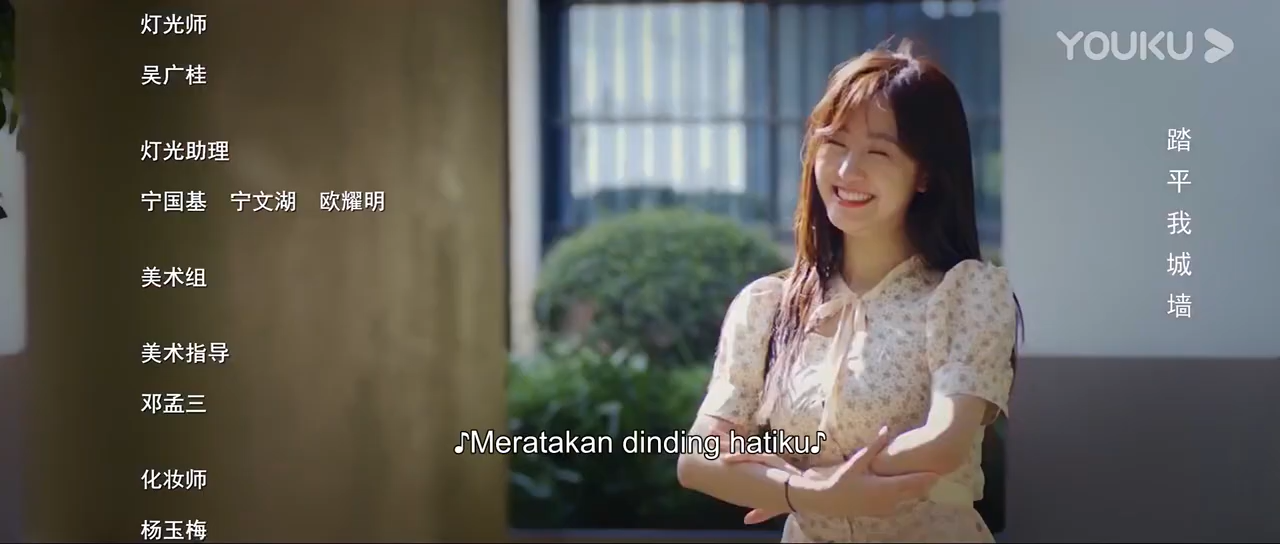 灯光师
吴广桂
灯光助理
宁国基 宁文湖 欧耀明
美术组
美术指导
邓孟三
化妆师
杨玉梅
YOUKU
踏平我城墙
♪Meratakan dinding hatiku♪